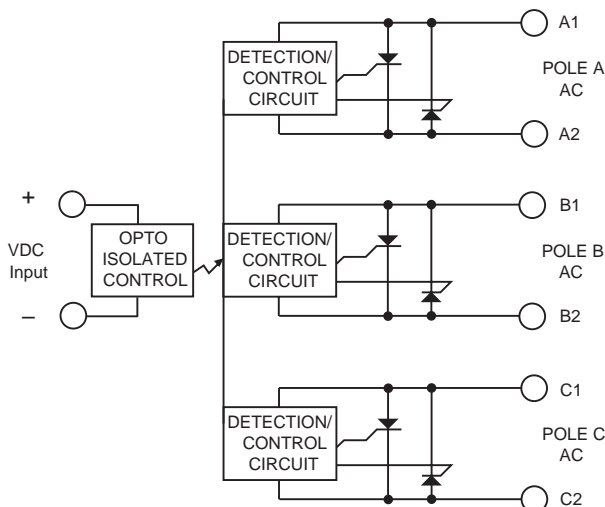 A1
DETECTION/
CONTROL
CIRCUIT
POLE A
AC
A2
+
VDC
Input
–
OPTO
ISOLATED
CONTROL
B1
DETECTION/
CONTROL
CIRCUIT
POLE B
AC
B2
C1
DETECTION/
CONTROL
CIRCUIT
POLE C
AC
C2